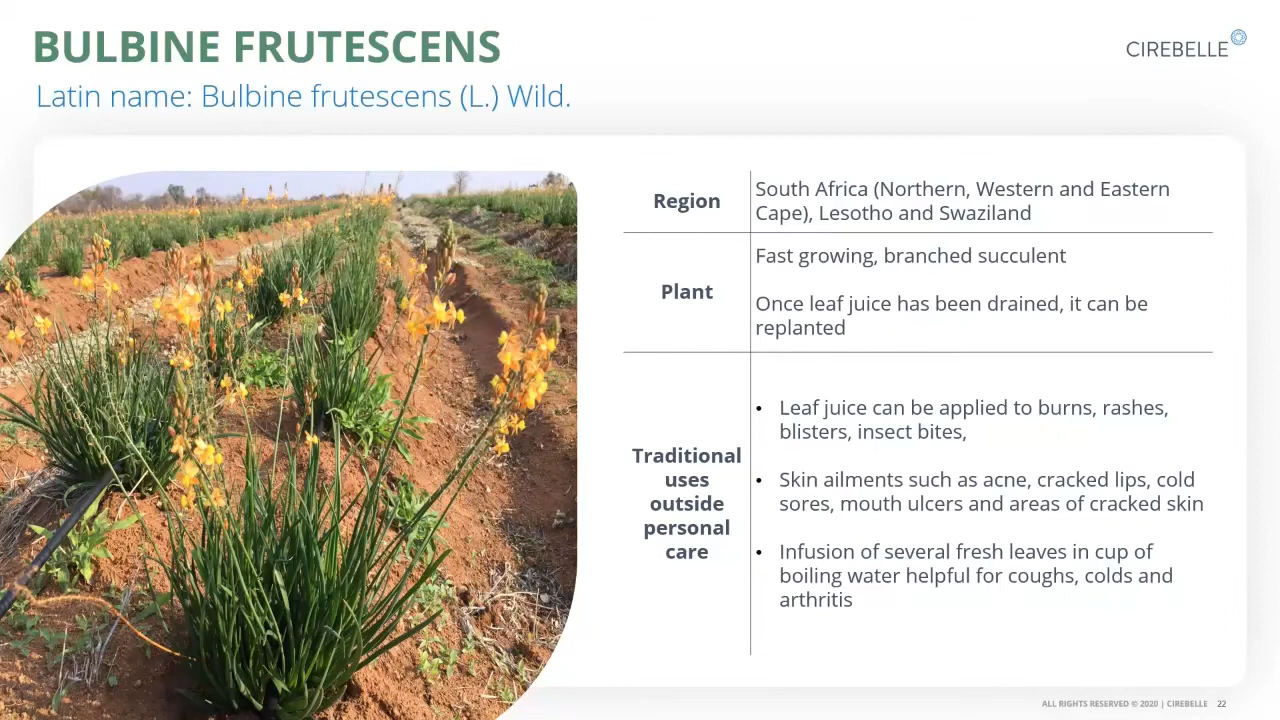 BULBINE FRUTESCENS
CIREBELLE
Latin name: Bulbine frutescens (L.) Wild.
Region
South Africa (Northern, Western and Eastern
Cape), Lesotho and Swaziland
Plant
Fast growing, branched succulent
Once leaf juice has been drained, it can be
replanted
Traditional
uses
outside
personal
care
• Leaf juice can be applied to burns, rashes,
blisters, insect bites,
• Skin ailments such as acne, cracked lips, cold
sores, mouth ulcers and areas of cracked skin
• Infusion of several fresh leaves in cup of
boiling water helpful for coughs, colds and
arthritis
ALL RIGHTS RESERVED © 2020 | CIREBELLE 22